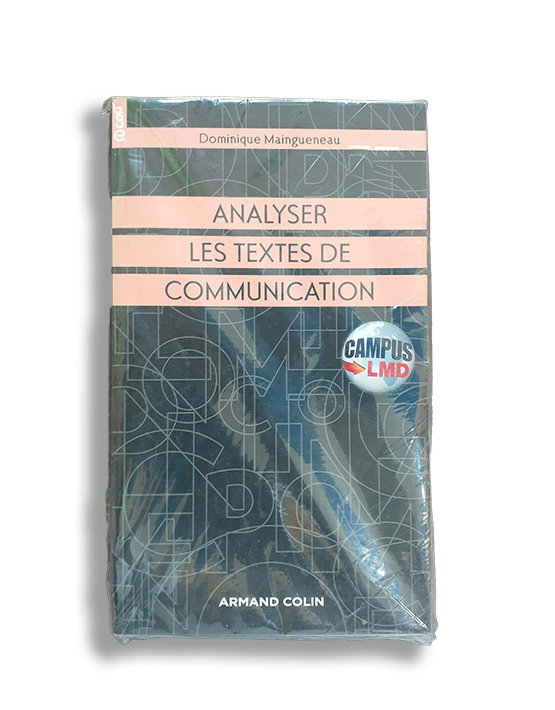 Dominique Maingueneau
ANALYSER
LES TEXTES DE
COMMUNICATION
CAMPUS
LMD
ARMAND COLIN